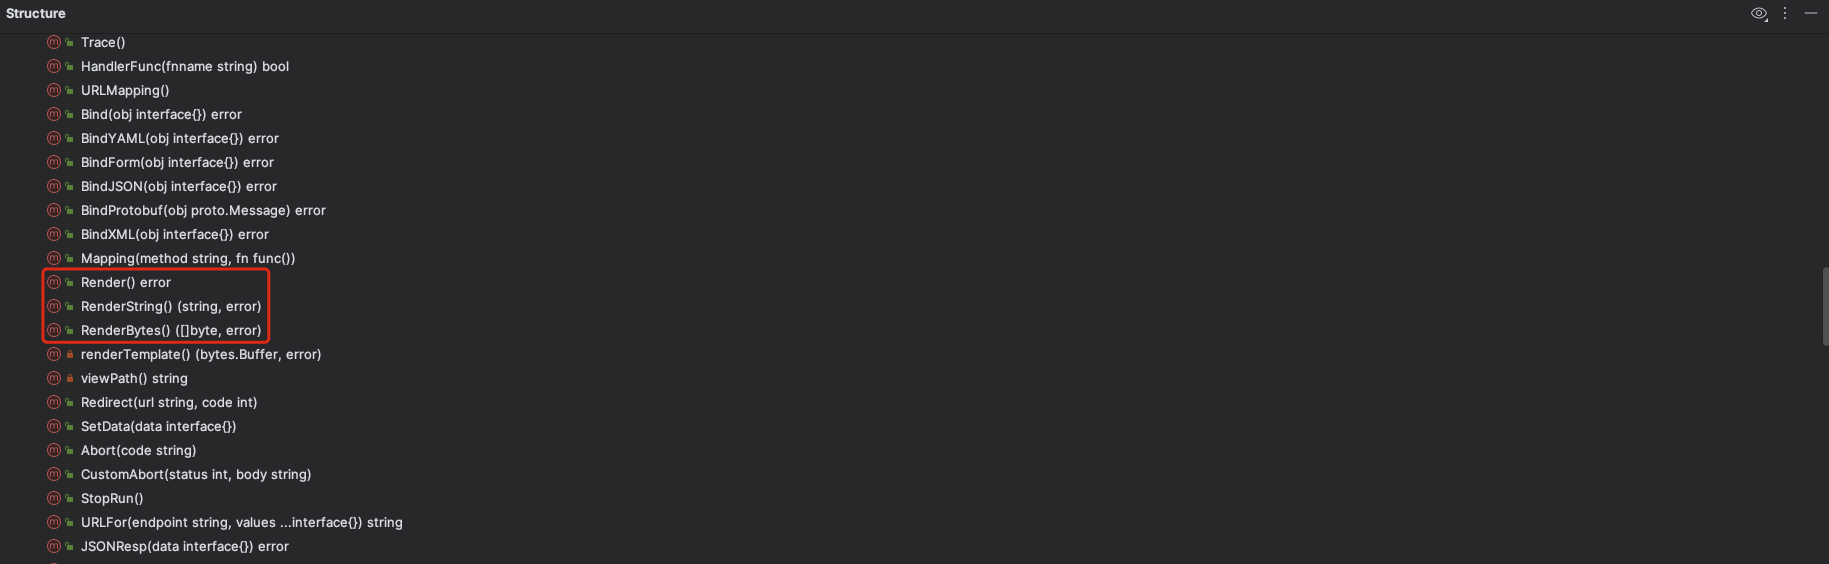 Structure
Trace()
HandlerFunc(fnname string) bool
URLMapping()
Bind(obj interface{}) error
BindYAML(obj interface{}) error
BindForm(obj interface{}) error
BindJSON(obj interface{}) error
BindProtobuf(obj proto.Message) error
BindXML(obj interface{}) error
Mapping(method string, fn func())
Render() error
RenderString() (string, error)
RenderBytes() ([]byte, error)
renderTemplate() (bytes.Buffer, error)
viewPath() string
Redirect(url string, code int)
SetData(data interface{})
Abort(code string)
CustomAbort(status int, body string)
StopRun()
URLFor(endpoint string, values ...interface{}) string
JSONResp(data interface{}) error